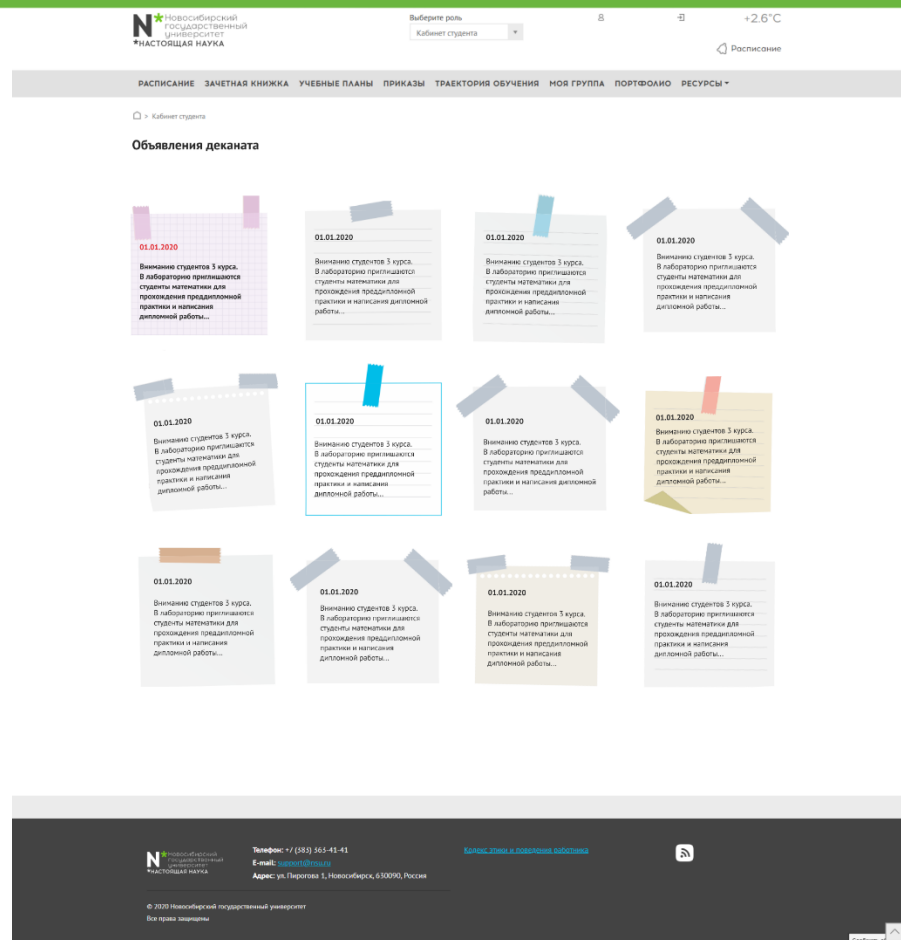 Новосибирский
государственный
университет
*НАСТОЯЩАЯ НАУКА
Выберите роль
Кабинет студента
+2.6°C
Расписание
РАСПИСАНИЕ ЗАЧЕТНАЯ КНИЖКА УЧЕБНЫЕ ПЛАНЫ ПРИКАЗЫ ТРАЕКТОРИЯ ОБУЧЕНИЯ МОЯ ГРУППА ПОРТФОЛИО РЕСУРСЫ
> Кабинет студента
Объявления деканата
01.01.2020
Вниманию студентов 3 курса.
В лабораторию приглашаются
студенты математики для
прохождения преддипломной
практики и написания
дипломной работы...
01.01.2020
Вниманию студентов 3 курса.
В лабораторию приглашаются
студенты математики для
прохождения преддипломной
практики и написания дипломной
работы...
01.01.2020
Вниманию студентов 3 курса.
В лабораторию приглашаются
студенты математики для
прохождения преддипломной
практики и написания
дипломной работы...
01.01.2020
Вниманию студентов 3 курса.
В лабораторию приглашаются
студенты математики для
прохождения преддипломной
практики и написания
дипломной работы...
01.01.2020
Вниманию студентов 3 курса.
В лабораторию приглашаются
студенты математики для
прохождения преддипломной
практики и написания
дипломной работы...
01.01.2020
Вниманию студентов 3 курса.
В лабораторию приглашаются
студенты математики для
прохождения преддипломной
практики и написания
дипломной работы...
01.01.2020
Вниманию студентов 3 курса.
В лабораторию приглашаются
студенты математики для
прохождения преддипломной
практики и написания дипломной
работы...
01.01.2020
Вниманию студентов 3 курса.
В лабораторию приглашаются
студенты математики для
прохождения преддипломной
практики и написания
дипломной работы...
01.01.2020
Вниманию студентов 3 курса.
В лабораторию приглашаются
студенты математики для
прохождения преддипломной
практики и написания
дипломной работы...
01.01.2020
Вниманию студентов 3 курса.
В лабораторию приглашаются
студенты математики для
прохождения преддипломной
практики и написания
дипломной работы...
01.01.2020
Вниманию студентов 3 курса.
В лабораторию приглашаются
студенты математики для
прохождения преддипломной
практики и написания
дипломной работы...
01.01.2020
Вниманию студентов 3 курса.
В лабораторию приглашаются
студенты математики для
прохождения преддипломной
практики и написания
дипломной работы...
Новосибирский
государственный
университет
*НАСТОЯЩАЯ НАУКА
Телефон: +7 (383) 363-41-41
E-mail: support@nsu.ru
Адрес: ул. Пирогова 1, Новосибирск, 630090, Россия
Кодекс этики и поведения работника
© 2020 Новосибирский государственный университет
Все права защищены